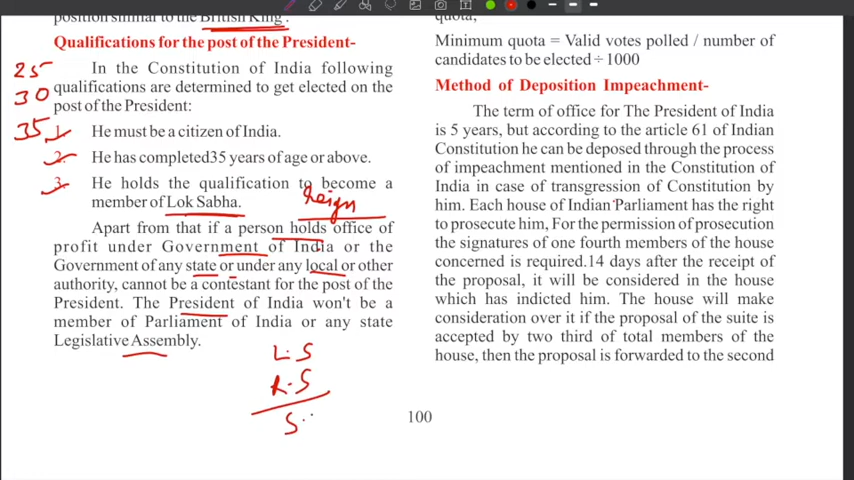 position similar to the British King .
Qualifications for the post of the President-
25
30
35
In the Constitution of India following
qualifications are determined to get elected on the
post of the President:
1. He must be a citizen of India.
2. He has completed35 years of age or above.
3. He holds the qualification to become a
member of Lok Sabha.
Reign
Apart from that if a person holds office of
profit under Government of India or the
Government of any state or under any local or other
authority, cannot be a contestant for the post of the
President. The President of India won't be a
member of Parliament of India or any state
Legislative Assembly.
L.S
R.S
S..
quota,
Minimum quota = Valid votes polled / number of
candidates to be elected ÷ 1000
Method of Deposition Impeachment-
The term of office for The President of India
is 5 years, but according to the article 61 of Indian
Constitution he can be deposed through the process
of impeachment mentioned in the Constitution of
India in case of transgression of Constitution by
him. Each house of Indian Parliament has the right
to prosecute him, For the permission of prosecution
the signatures of one fourth members of the house
concerned is required.14 days after the receipt of
the proposal, it will be considered in the house
which has indicted him. The house will make
consideration over it if the proposal of the suite is
accepted by two third of total members of the
house, then the proposal is forwarded to the second
100